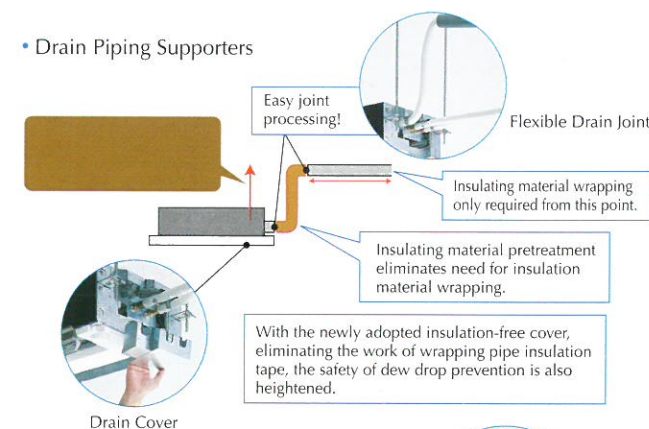 • Drain Piping Supporters
Easy joint
processing!
Flexible Drain Joint
Insulating material wrapping
only required from this point.
Insulating material pretreatment
eliminates need for insulation
material wrapping.
With the newly adopted insulation-free cover,
eliminating the work of wrapping pipe insulation
tape, the safety of dew drop prevention is also
heightened.
Drain Cover